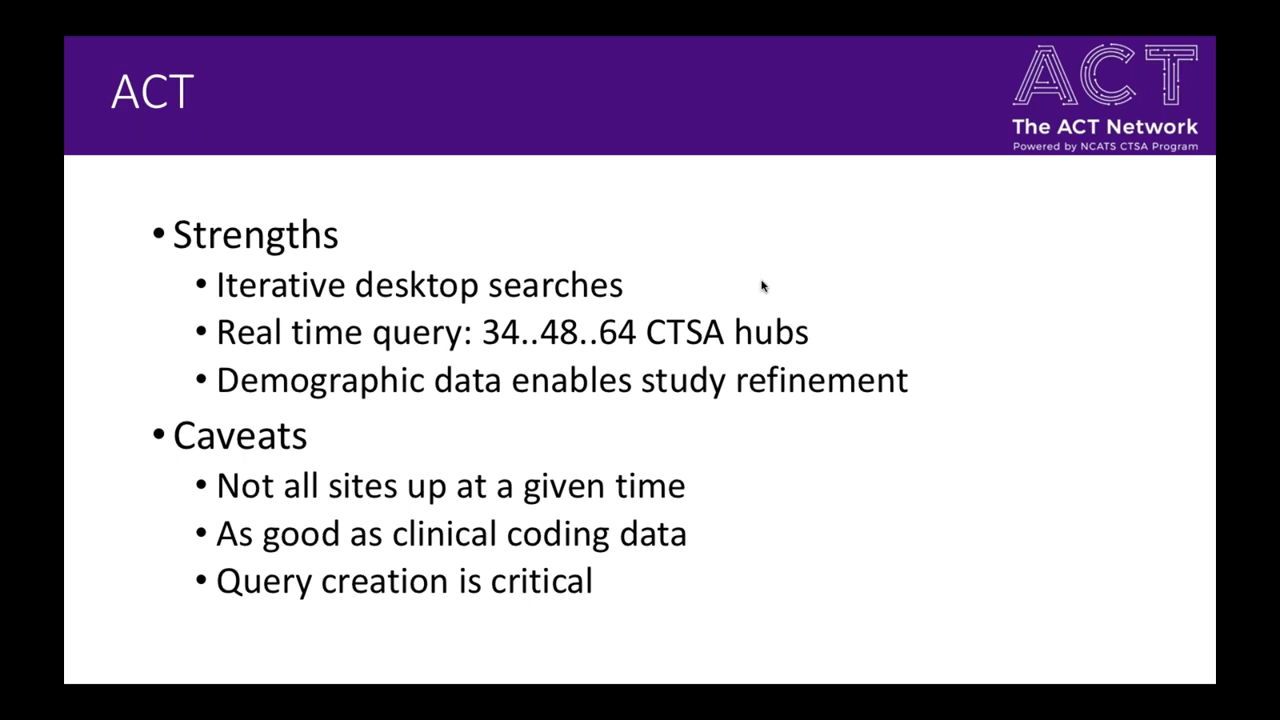 ACT
ACT
The ACT Network
Powered by NCATS CTSA Program
• Strengths
• Iterative desktop searches
• Real time query: 34..48..64 CTSA hubs
• Demographic data enables study refinement
• Caveats
• Not all sites up at a given time
• As good as clinical coding data
• Query creation is critical